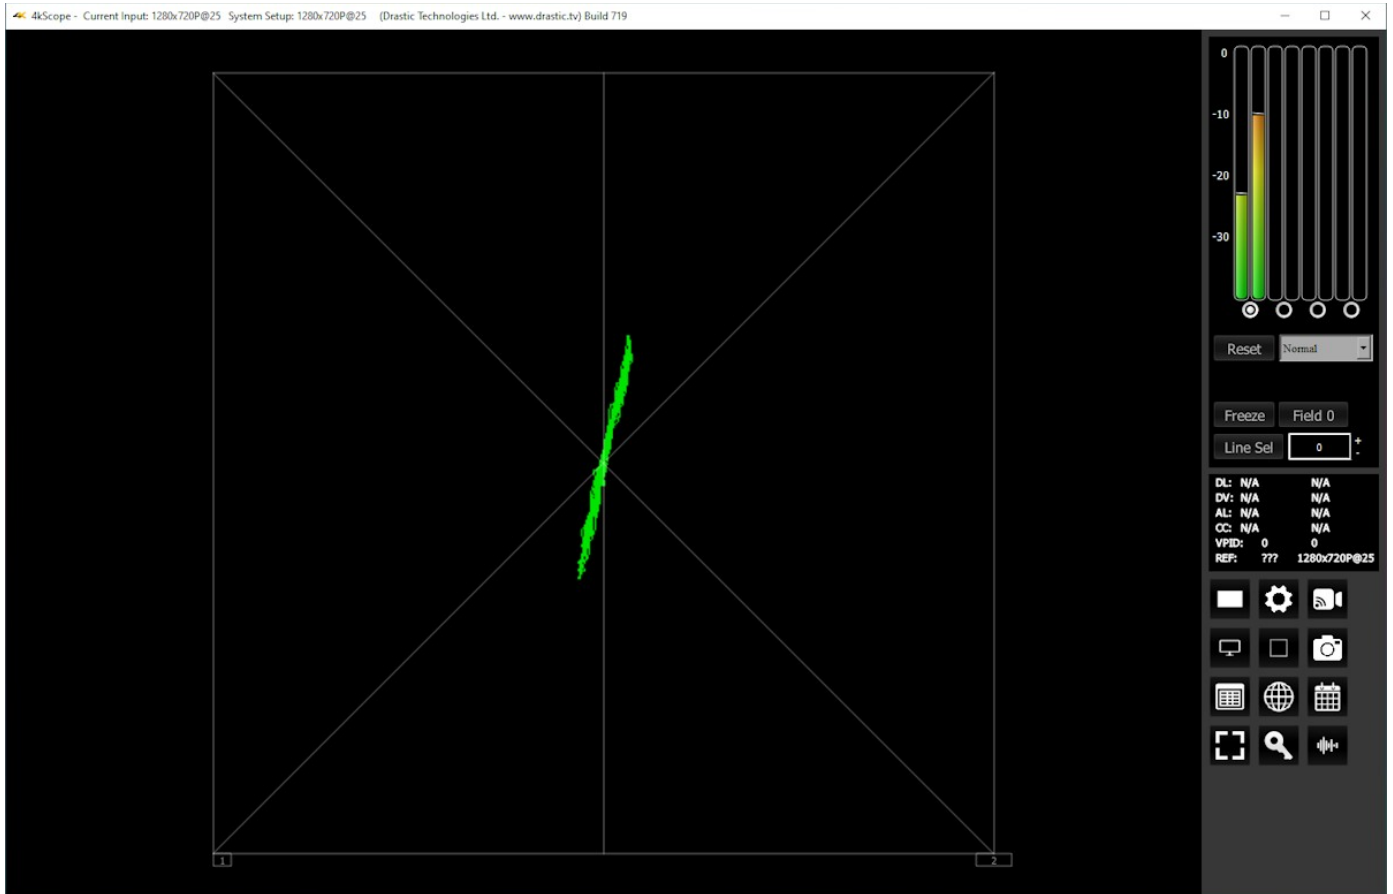 4kScope - Current Input: 1280x720P@25 System Setup: 1280x720P@25 (Drastic Technologies Ltd. - www.drastic.tv) Build 719
0
-10
-20
-30
Reset Normal
Freeze Field 0
Line Sel 0 + -
DL: N/A N/A
DV: N/A N/A
AL: N/A N/A
CC: N/A N/A
VPID: 0 0
REF: ??? 1280x720P@25
1 2